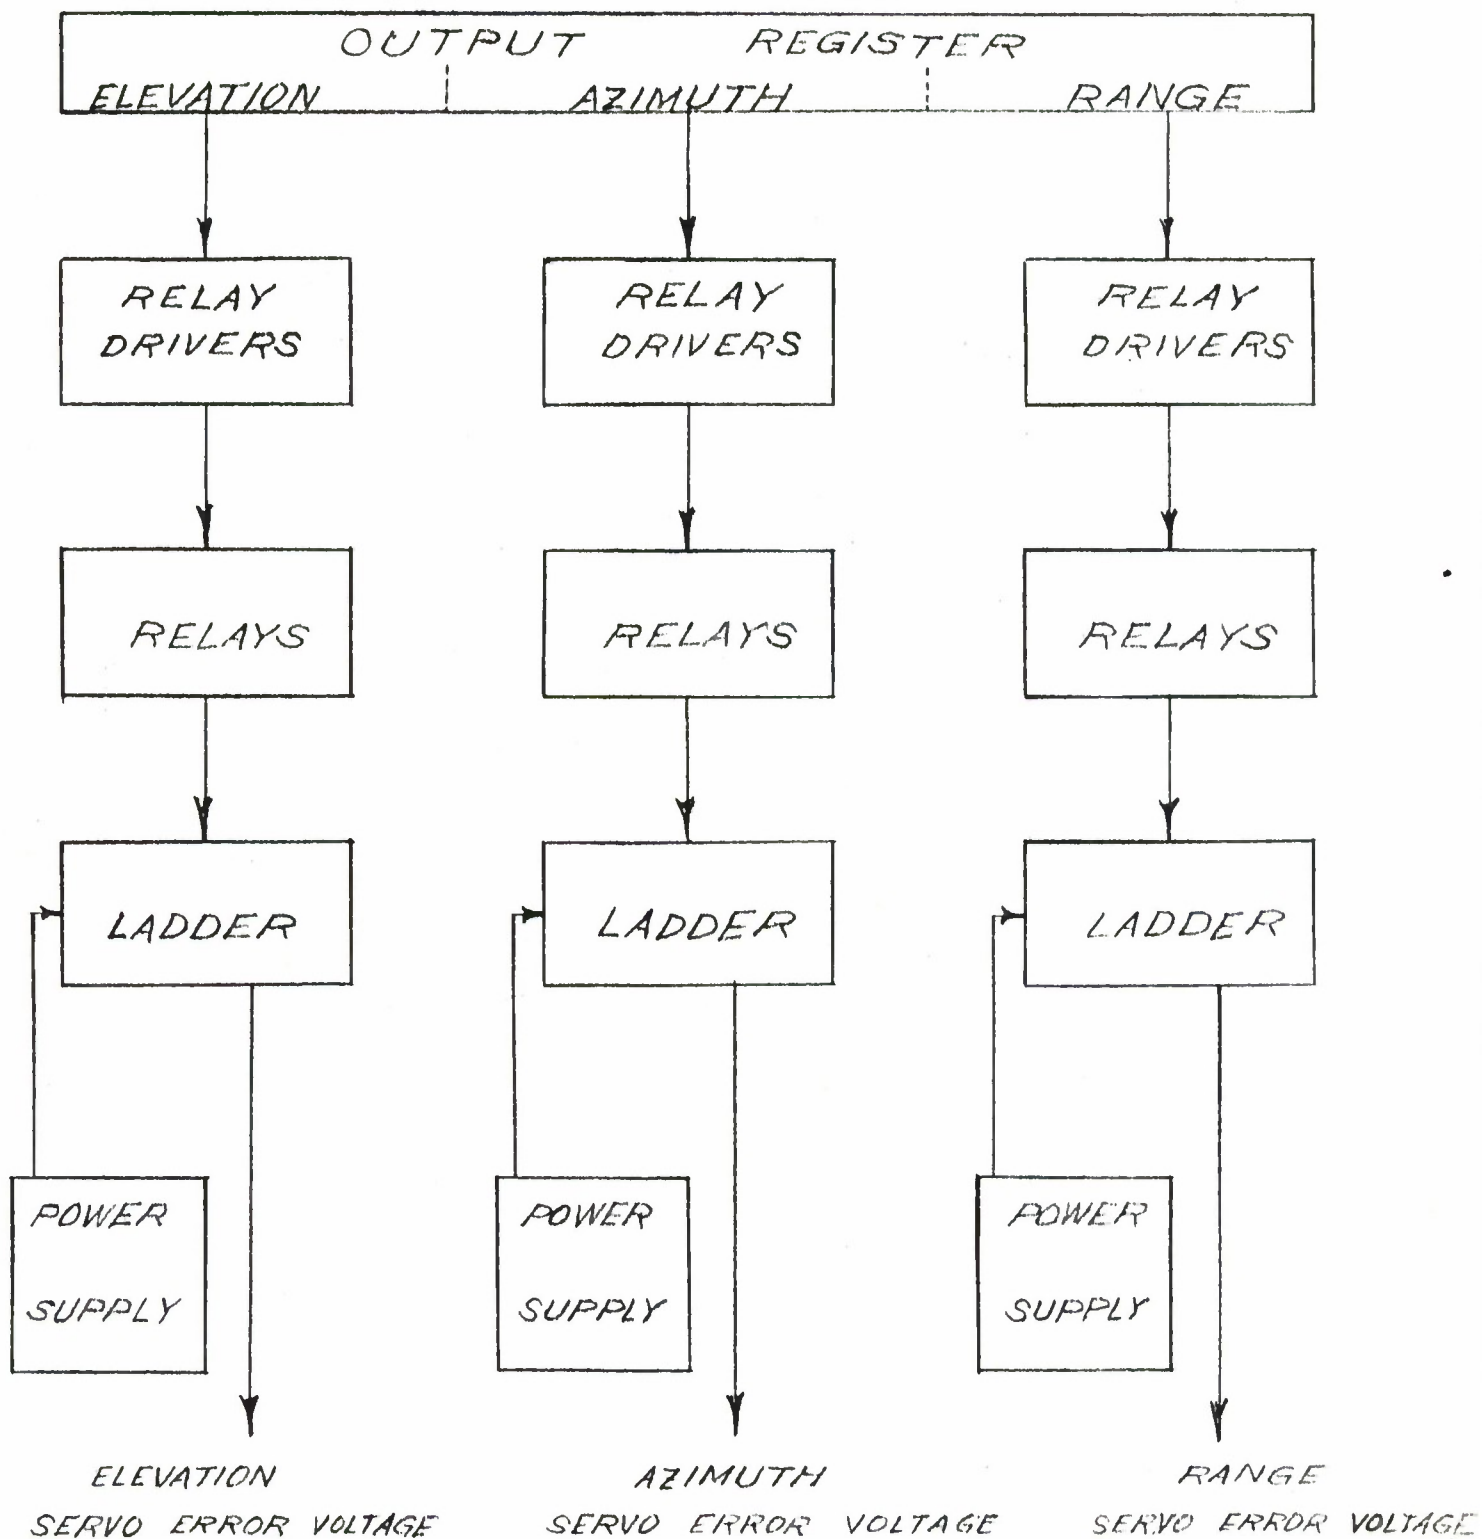 OUTPUT REGISTER
ELEVATION AZIMUTH RANGE
RELAY
DRIVERS
RELAY
DRIVERS
RELAY
DRIVERS
RELAYS
RELAYS
RELAYS
LADDER
LADDER
LADDER
POWER
SUPPLY
POWER
SUPPLY
POWER
SUPPLY
ELEVATION
SERVO ERROR VOLTAGE
AZIMUTH
SERVO ERROR VOLTAGE
RANGE
SERVO ERROR VOLTAGE